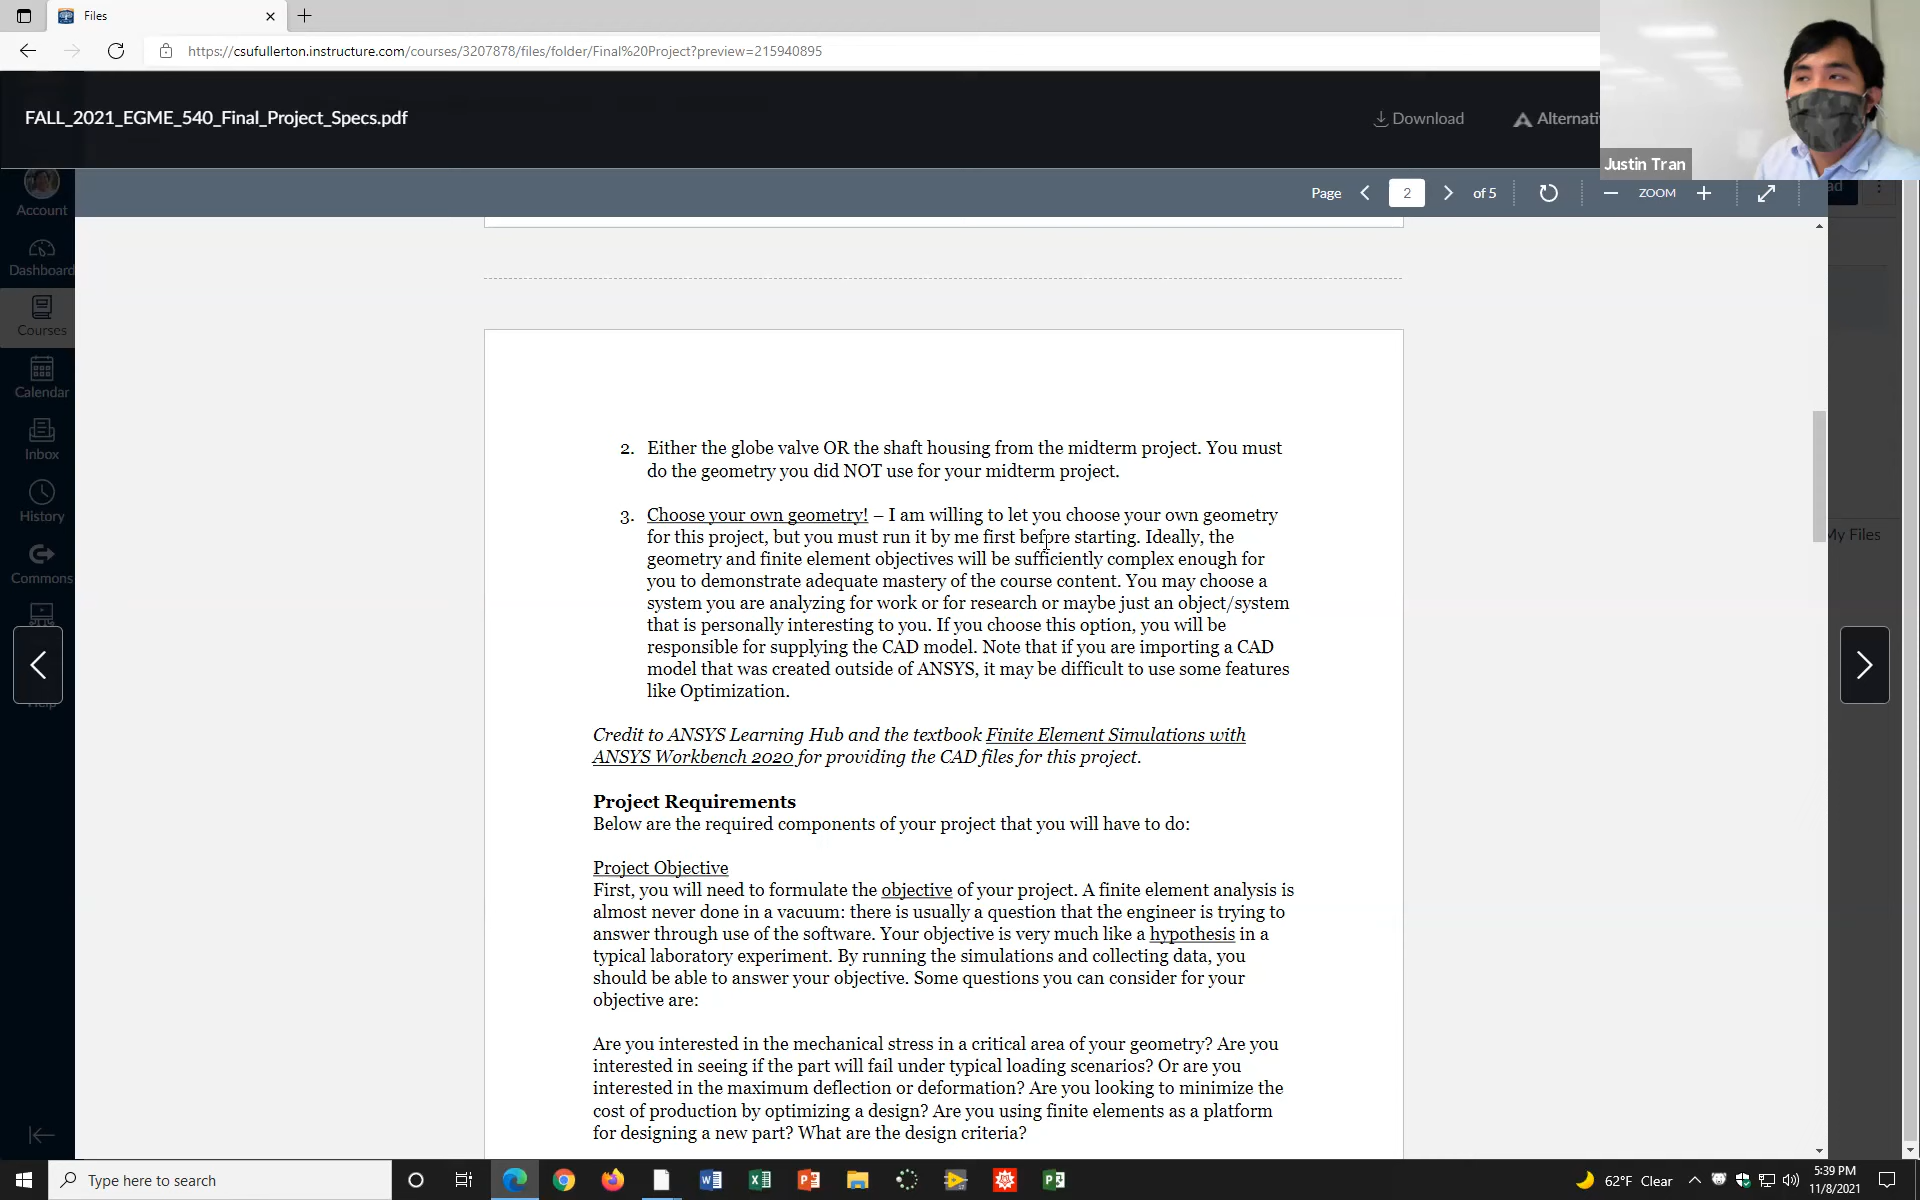 Files
https://csufullerton.instructure.com/courses/3207878/files/folder/Final%20Project?preview=215940895
FALL_2021_EGME_540_Final_Project_Specs.pdf
Download
Justin Tran
Page
2
of 5
ZOOM
Account
Dashboard
Courses
Calendar
Inbox
History
Commons
Help
My Files
2. Either the globe valve OR the shaft housing from the midterm project. You must
do the geometry you did NOT use for your midterm project.
3. Choose your own geometry! – I am willing to let you choose your own geometry
for this project, but you must run it by me first before starting. Ideally, the
geometry and finite element objectives will be sufficiently complex enough for
you to demonstrate adequate mastery of the course content. You may choose a
system you are analyzing for work or for research or maybe just an object/system
that is personally interesting to you. If you choose this option, you will be
responsible for supplying the CAD model. Note that if you are importing a CAD
model that was created outside of ANSYS, it may be difficult to use some features
like Optimization.
Credit to ANSYS Learning Hub and the textbook Finite Element Simulations with
ANSYS Workbench 2020 for providing the CAD files for this project.
Project Requirements
Below are the required components of your project that you will have to do:
Project Objective
First, you will need to formulate the objective of your project. A finite element analysis is
almost never done in a vacuum: there is usually a question that the engineer is trying to
answer through use of the software. Your objective is very much like a hypothesis in a
typical laboratory experiment. By running the simulations and collecting data, you
should be able to answer your objective. Some questions you can consider for your
objective are:
Are you interested in the mechanical stress in a critical area of your geometry? Are you
interested in seeing if the part will fail under typical loading scenarios? Or are you
interested in the maximum deflection or deformation? Are you looking to minimize the
cost of production by optimizing a design? Are you using finite elements as a platform
for designing a new part? What are the design criteria?
Type here to search
62°F Clear
5:39 PM
11/8/2021